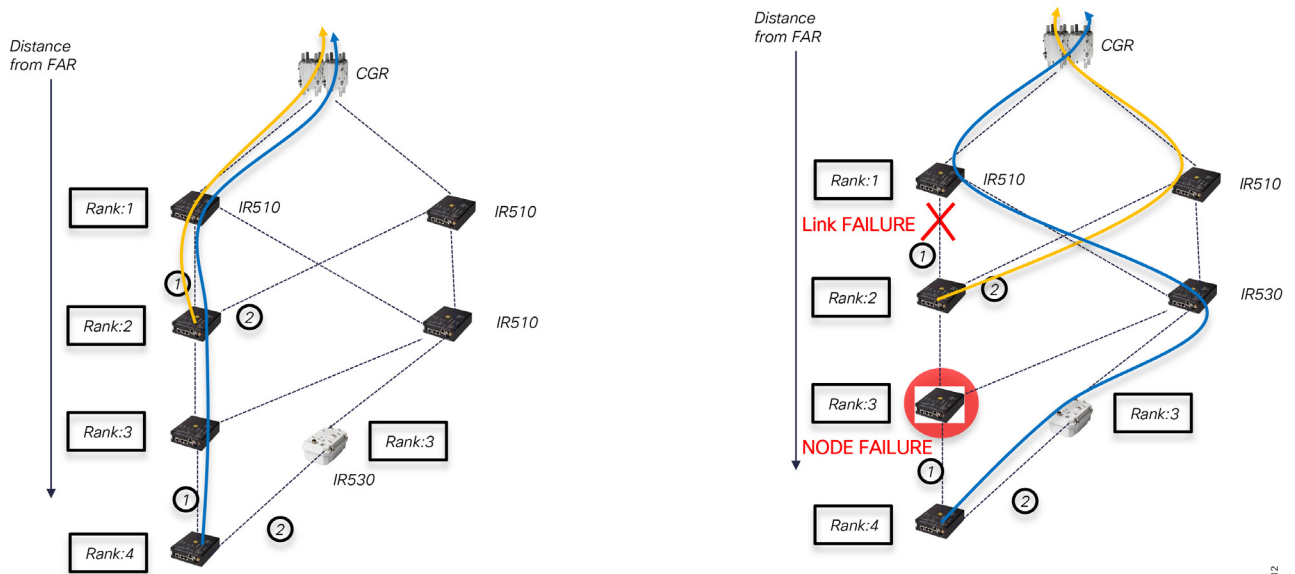 Distance
from FAR
CGR
Rank:1
IR510
IR510
1
Rank:2
2
IR510
Rank:3
Rank:3
IR530
1
2
Rank:4
Distance
from FAR
CGR
Rank:1
IR510
IR510
Link FAILURE
1
Rank:2
2
IR530
Rank:3
Rank:3
NODE FAILURE
1
2
Rank:4
12